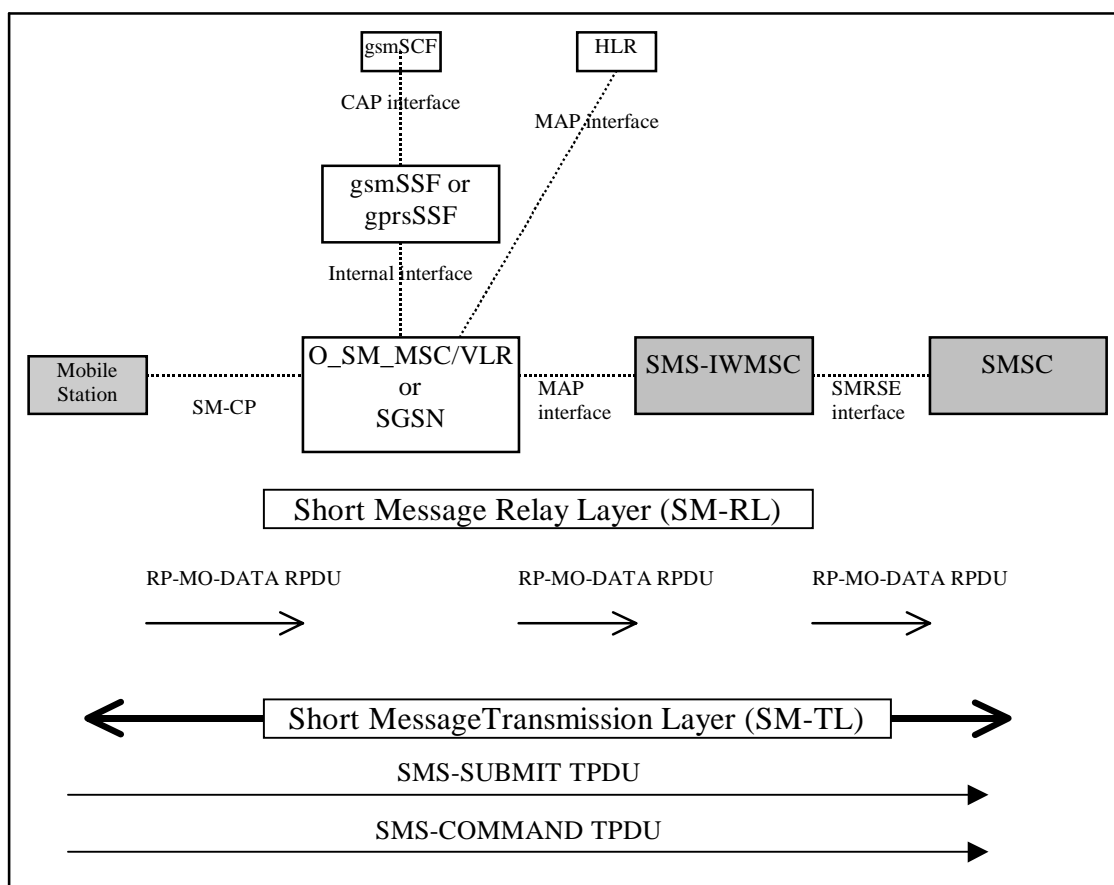 gsmSCF
HLR
CAP interface
MAP interface
gsmSSF or
gprsSSF
Internal interface
Mobile
Station
SM-CP
O_SM_MSC/VLR
or
SGSN
MAP
interface
SMS-IWMSC
SMRSE
interface
SMSC
Short Message Relay Layer (SM-RL)
RP-MO-DATA RPDU
RP-MO-DATA RPDU
RP-MO-DATA RPDU
Short MessageTransmission Layer (SM-TL)
SMS-SUBMIT TPDU
SMS-COMMAND TPDU